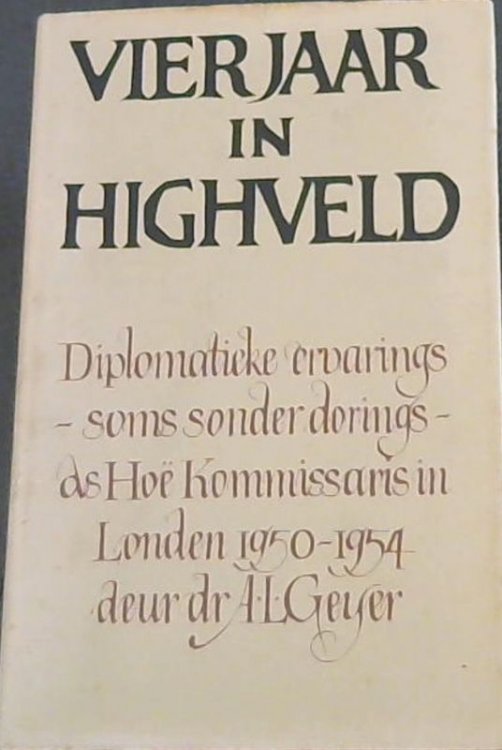 VIER JAAR
IN
HIGHVELD
Diplomatieke ervarings
- soms sonder dorings -
as Hoë Kommissaris in
Londen 1950-1954
deur dr A.L.Geyer